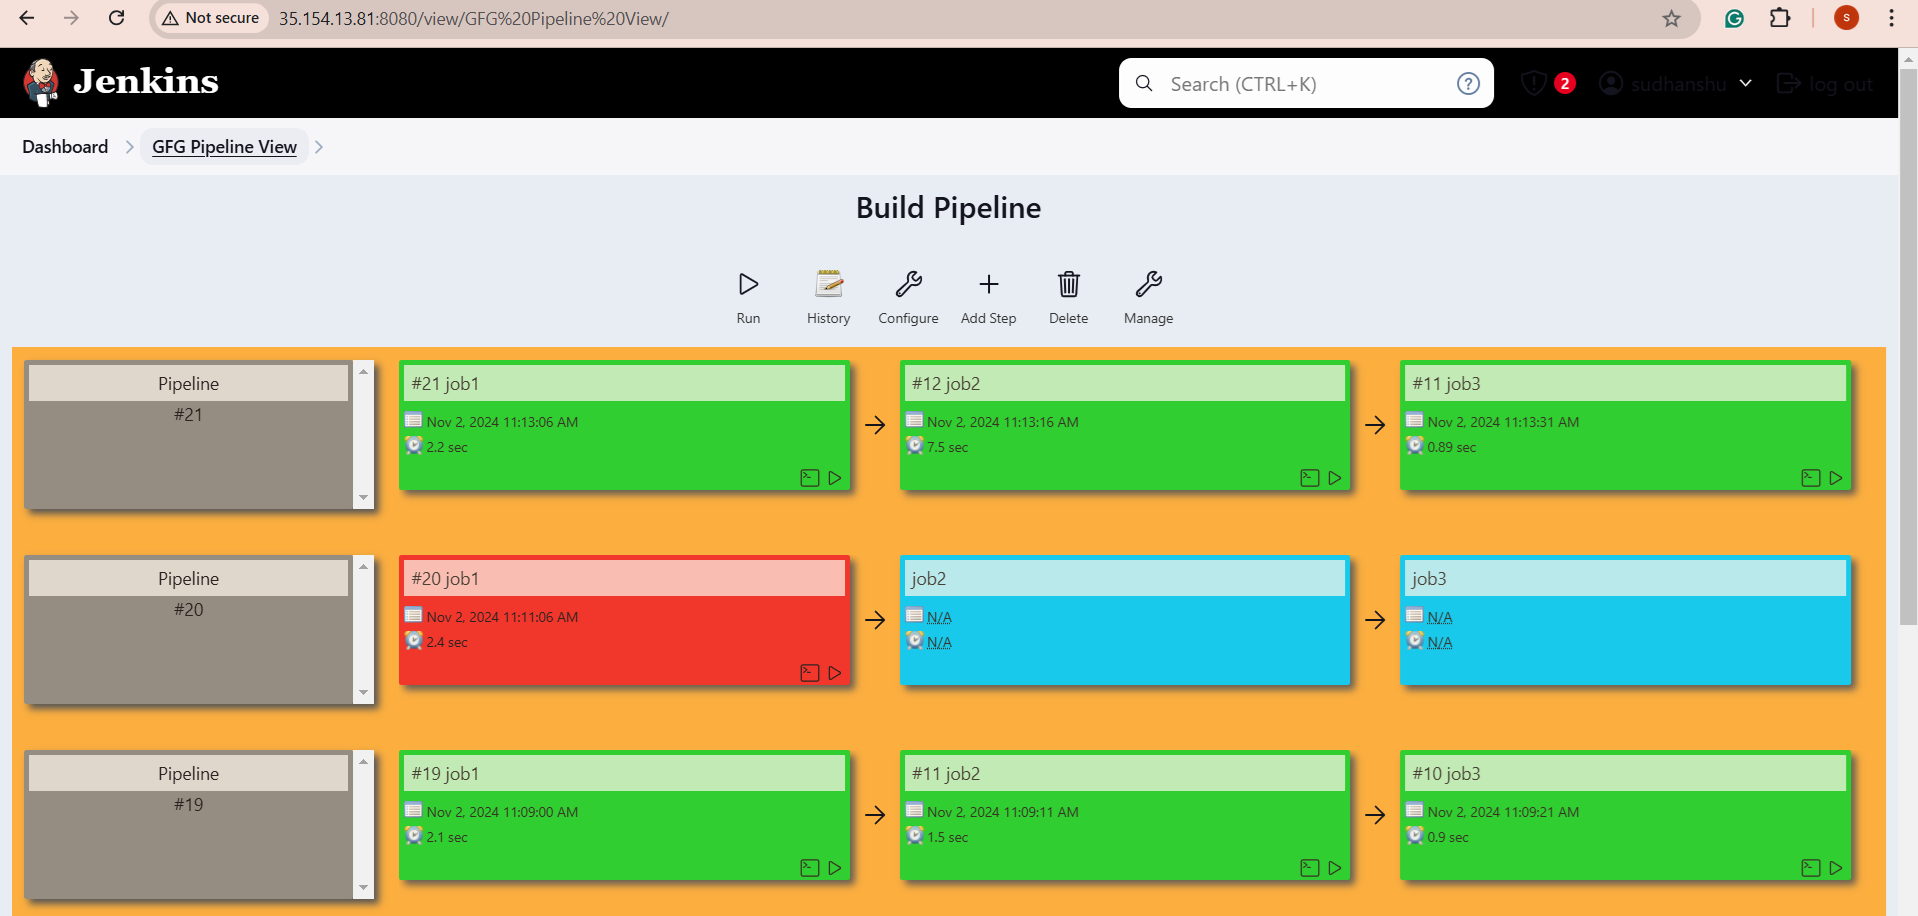 Not secure 35.154.13.81:8080/view/GFG%20Pipeline%20View/ S
Jenkins Search (CTRL+K) ? 2 sudhanshu log out
Dashboard GFG Pipeline View
Build Pipeline
Run History Configure Add Step Delete Manage
Pipeline #21 job1 #12 job2 #11 job3
#21
Nov 2, 2024 11:13:06 AM Nov 2, 2024 11:13:16 AM Nov 2, 2024 11:13:31 AM
2.2 sec 7.5 sec 0.89 sec
Pipeline #20 job1 job2 job3
#20
Nov 2, 2024 11:11:06 AM N/A N/A
2.4 sec N/A N/A
Pipeline #19 job1 #11 job2 #10 job3
#19
Nov 2, 2024 11:09:00 AM Nov 2, 2024 11:09:11 AM Nov 2, 2024 11:09:21 AM
2.1 sec 1.5 sec 0.9 sec